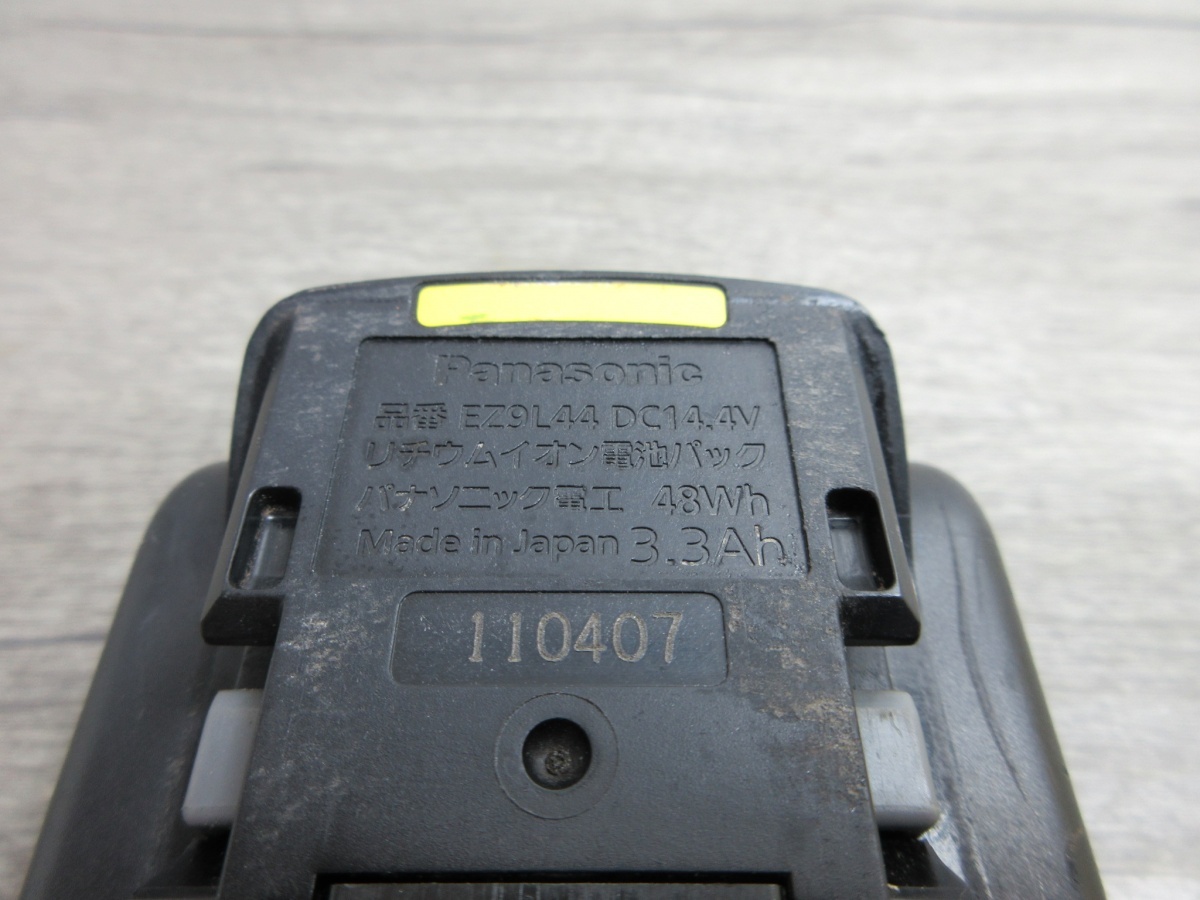 Panasonic
品番 EZ9L44 DC14.4V
リチウムイオン電池パック
パナソニック電工 48Wh
Made in Japan 3.3Ah
110407